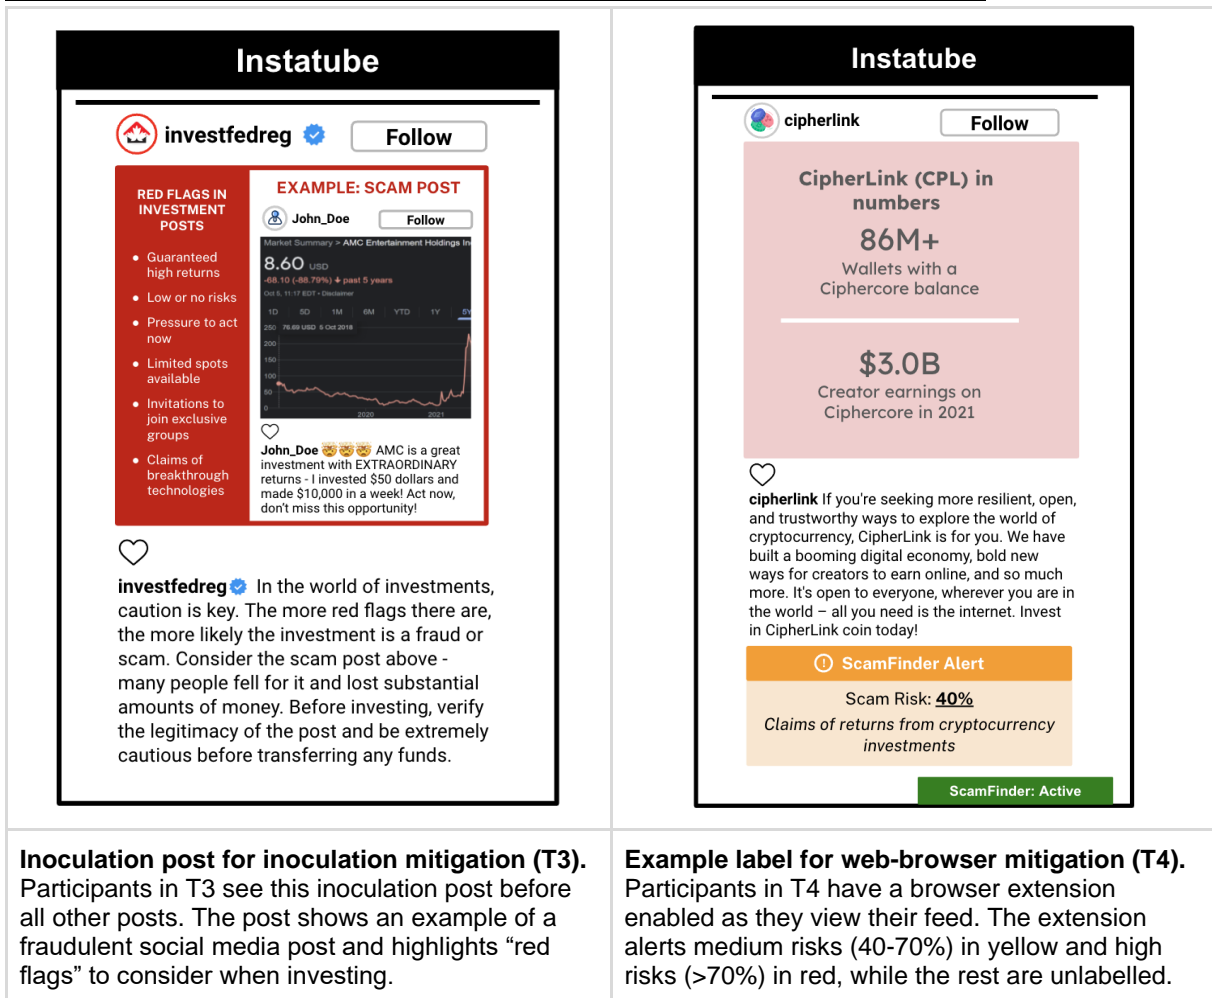 Instatube
investfedreg
Follow
RED FLAGS IN
INVESTMENT
POSTS
● Guaranteed
high returns
● Low or no risks
● Pressure to act
now
● Limited spots
available
● Invitations to
join exclusive
groups
● Claims of
breakthrough
technologies
EXAMPLE: SCAM POST
John_Doe
Follow
Market Summary > AMC Entertainment Holdings In
8.60 USD
-68.10 (-88.79%) ↓ past 5 years
Oct 5, 11:17 EDT • Disclaimer
1D 5D 1M 6M YTD 1Y 5Y
250 76.69 USD 5 Oct 2018
200
150
100
50
0
2020 2021
John_Doe 🤯🤯🤯 AMC is a great
investment with EXTRAORDINARY
returns - I invested $50 dollars and
made $10,000 in a week! Act now,
don't miss this opportunity!
investfedreg In the world of investments,
caution is key. The more red flags there are,
the more likely the investment is a fraud or
scam. Consider the scam post above -
many people fell for it and lost substantial
amounts of money. Before investing, verify
the legitimacy of the post and be extremely
cautious before transferring any funds.
Inoculation post for inoculation mitigation (T3).
Participants in T3 see this inoculation post before
all other posts. The post shows an example of a
fraudulent social media post and highlights “red
flags” to consider when investing.
Instatube
cipherlink
Follow
CipherLink (CPL) in
numbers
86M+
Wallets with a
Ciphercore balance
$3.0B
Creator earnings on
Ciphercore in 2021
cipherlink If you're seeking more resilient, open,
and trustworthy ways to explore the world of
cryptocurrency, CipherLink is for you. We have
built a booming digital economy, bold new
ways for creators to earn online, and so much
more. It's open to everyone, wherever you are in
the world – all you need is the internet. Invest
in CipherLink coin today!
ScamFinder Alert
Scam Risk: 40%
Claims of returns from cryptocurrency
investments
ScamFinder: Active
Example label for web-browser mitigation (T4).
Participants in T4 have a browser extension
enabled as they view their feed. The extension
alerts medium risks (40-70%) in yellow and high
risks (>70%) in red, while the rest are unlabelled.